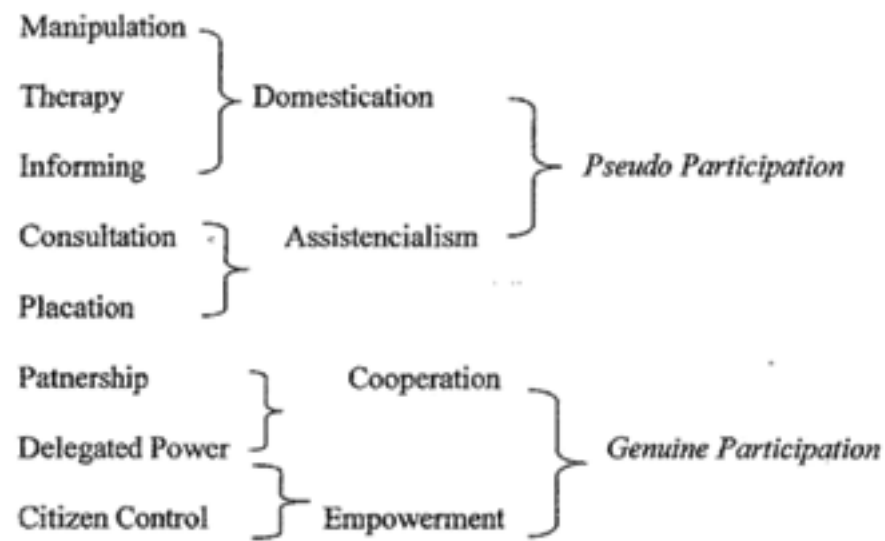 Manipulation
Therapy Domestication
Informing Pseudo Participation
Consultation Assistencialism
Placation
Patnership Cooperation
Delegated Power Genuine Participation
Citizen Control Empowerment